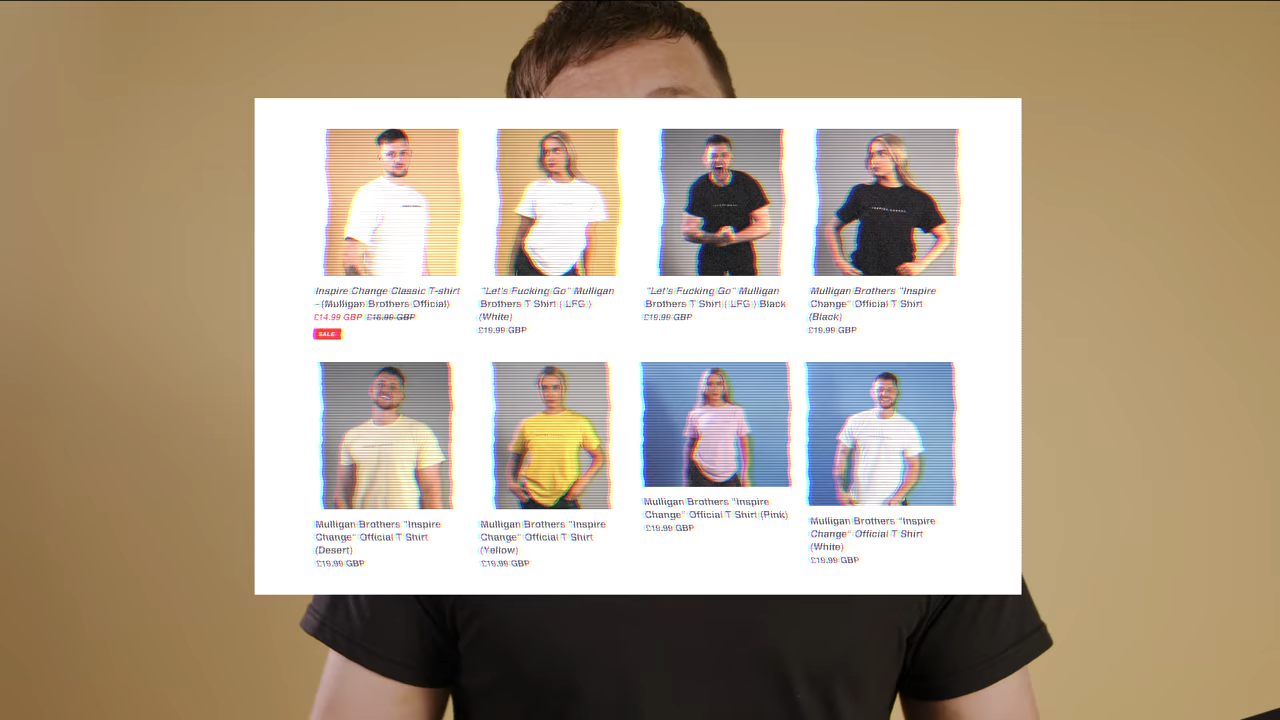 Inspire Change Classic T-shirt
- (Mulligan Brothers Official)
£14.99 GBP £16.99 GBP
SALE
"Let's Fucking Go" Mulligan
Brothers T Shirt ( LFG )
(White)
£19.99 GBP
"Let's Fucking Go" Mulligan
Brothers T Shirt ( LFG ) Black
£19.99 GBP
INSPIRE CHANGE
Mulligan Brothers "Inspire
Change" Official T Shirt
(Black)
£19.99 GBP
Mulligan Brothers "Inspire
Change" Official T Shirt
(Desert)
£19.99 GBP
Mulligan Brothers "Inspire
Change" Official T Shirt
(Yellow)
£19.99 GBP
Mulligan Brothers "Inspire
Change" Official T Shirt (Pink)
£19.99 GBP
Mulligan Brothers "Inspire
Change" Official T Shirt
(White)
£19.99 GBP